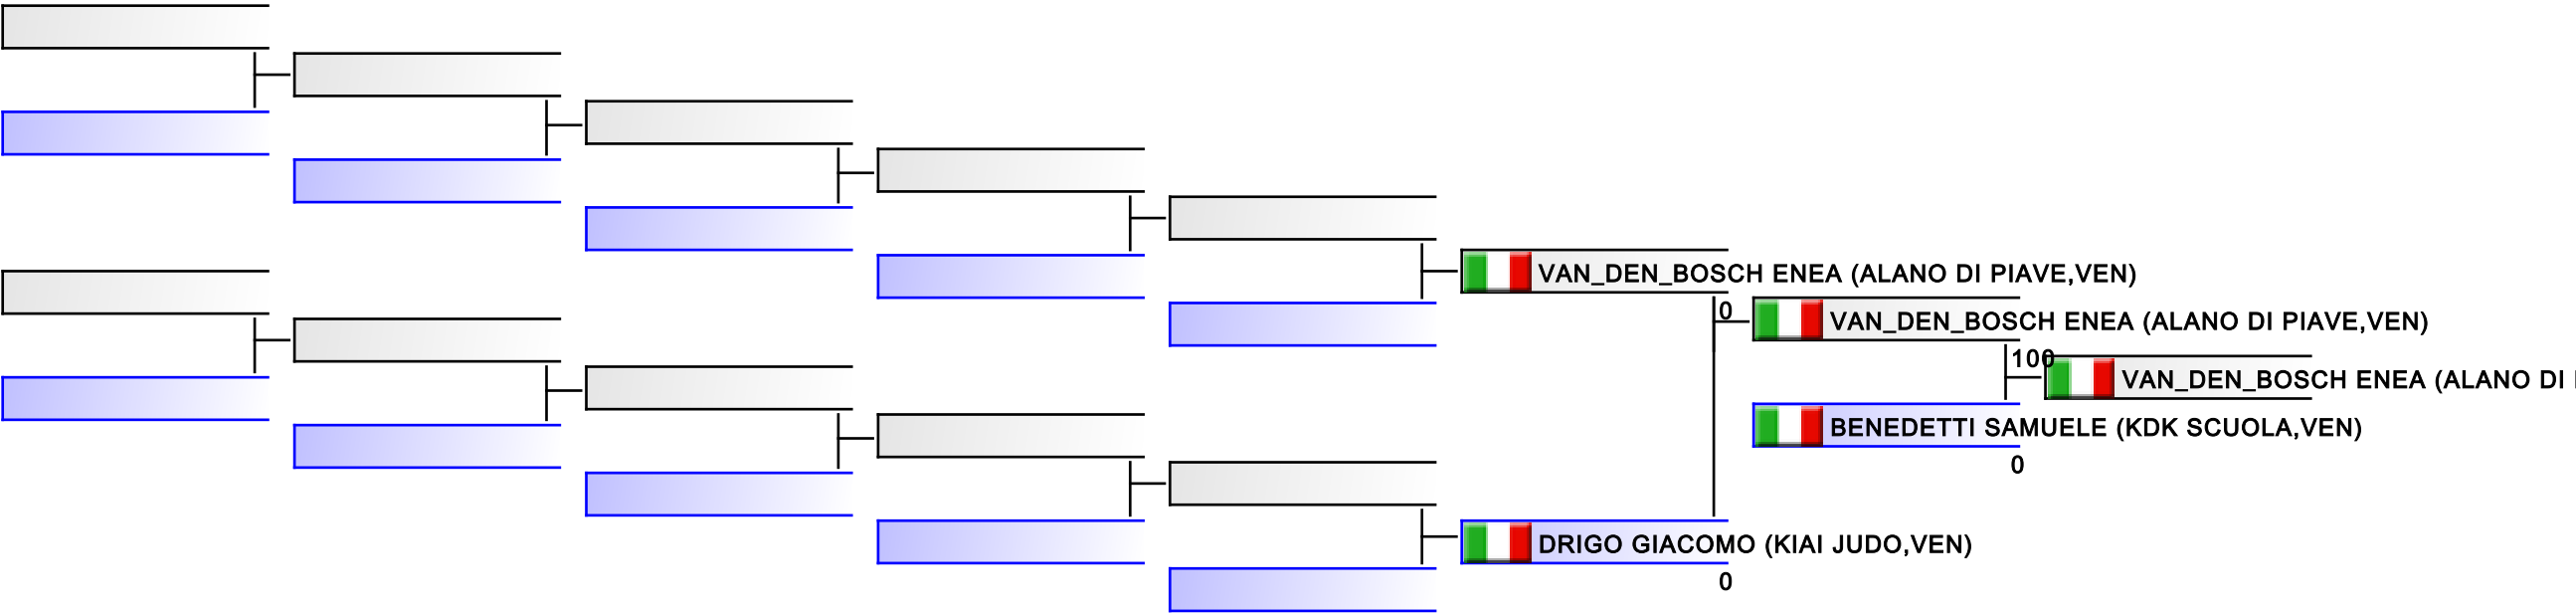 VAN_DEN_BOSCH ENEA (ALANO DI PIAVE,VEN)
0
VAN_DEN_BOSCH ENEA (ALANO DI PIAVE,VEN)
100
VAN_DEN_BOSCH ENEA (ALANO DI
BENEDETTI SAMUELE (KDK SCUOLA,VEN)
0
DRIGO GIACOMO (KIAI JUDO,VEN)
0